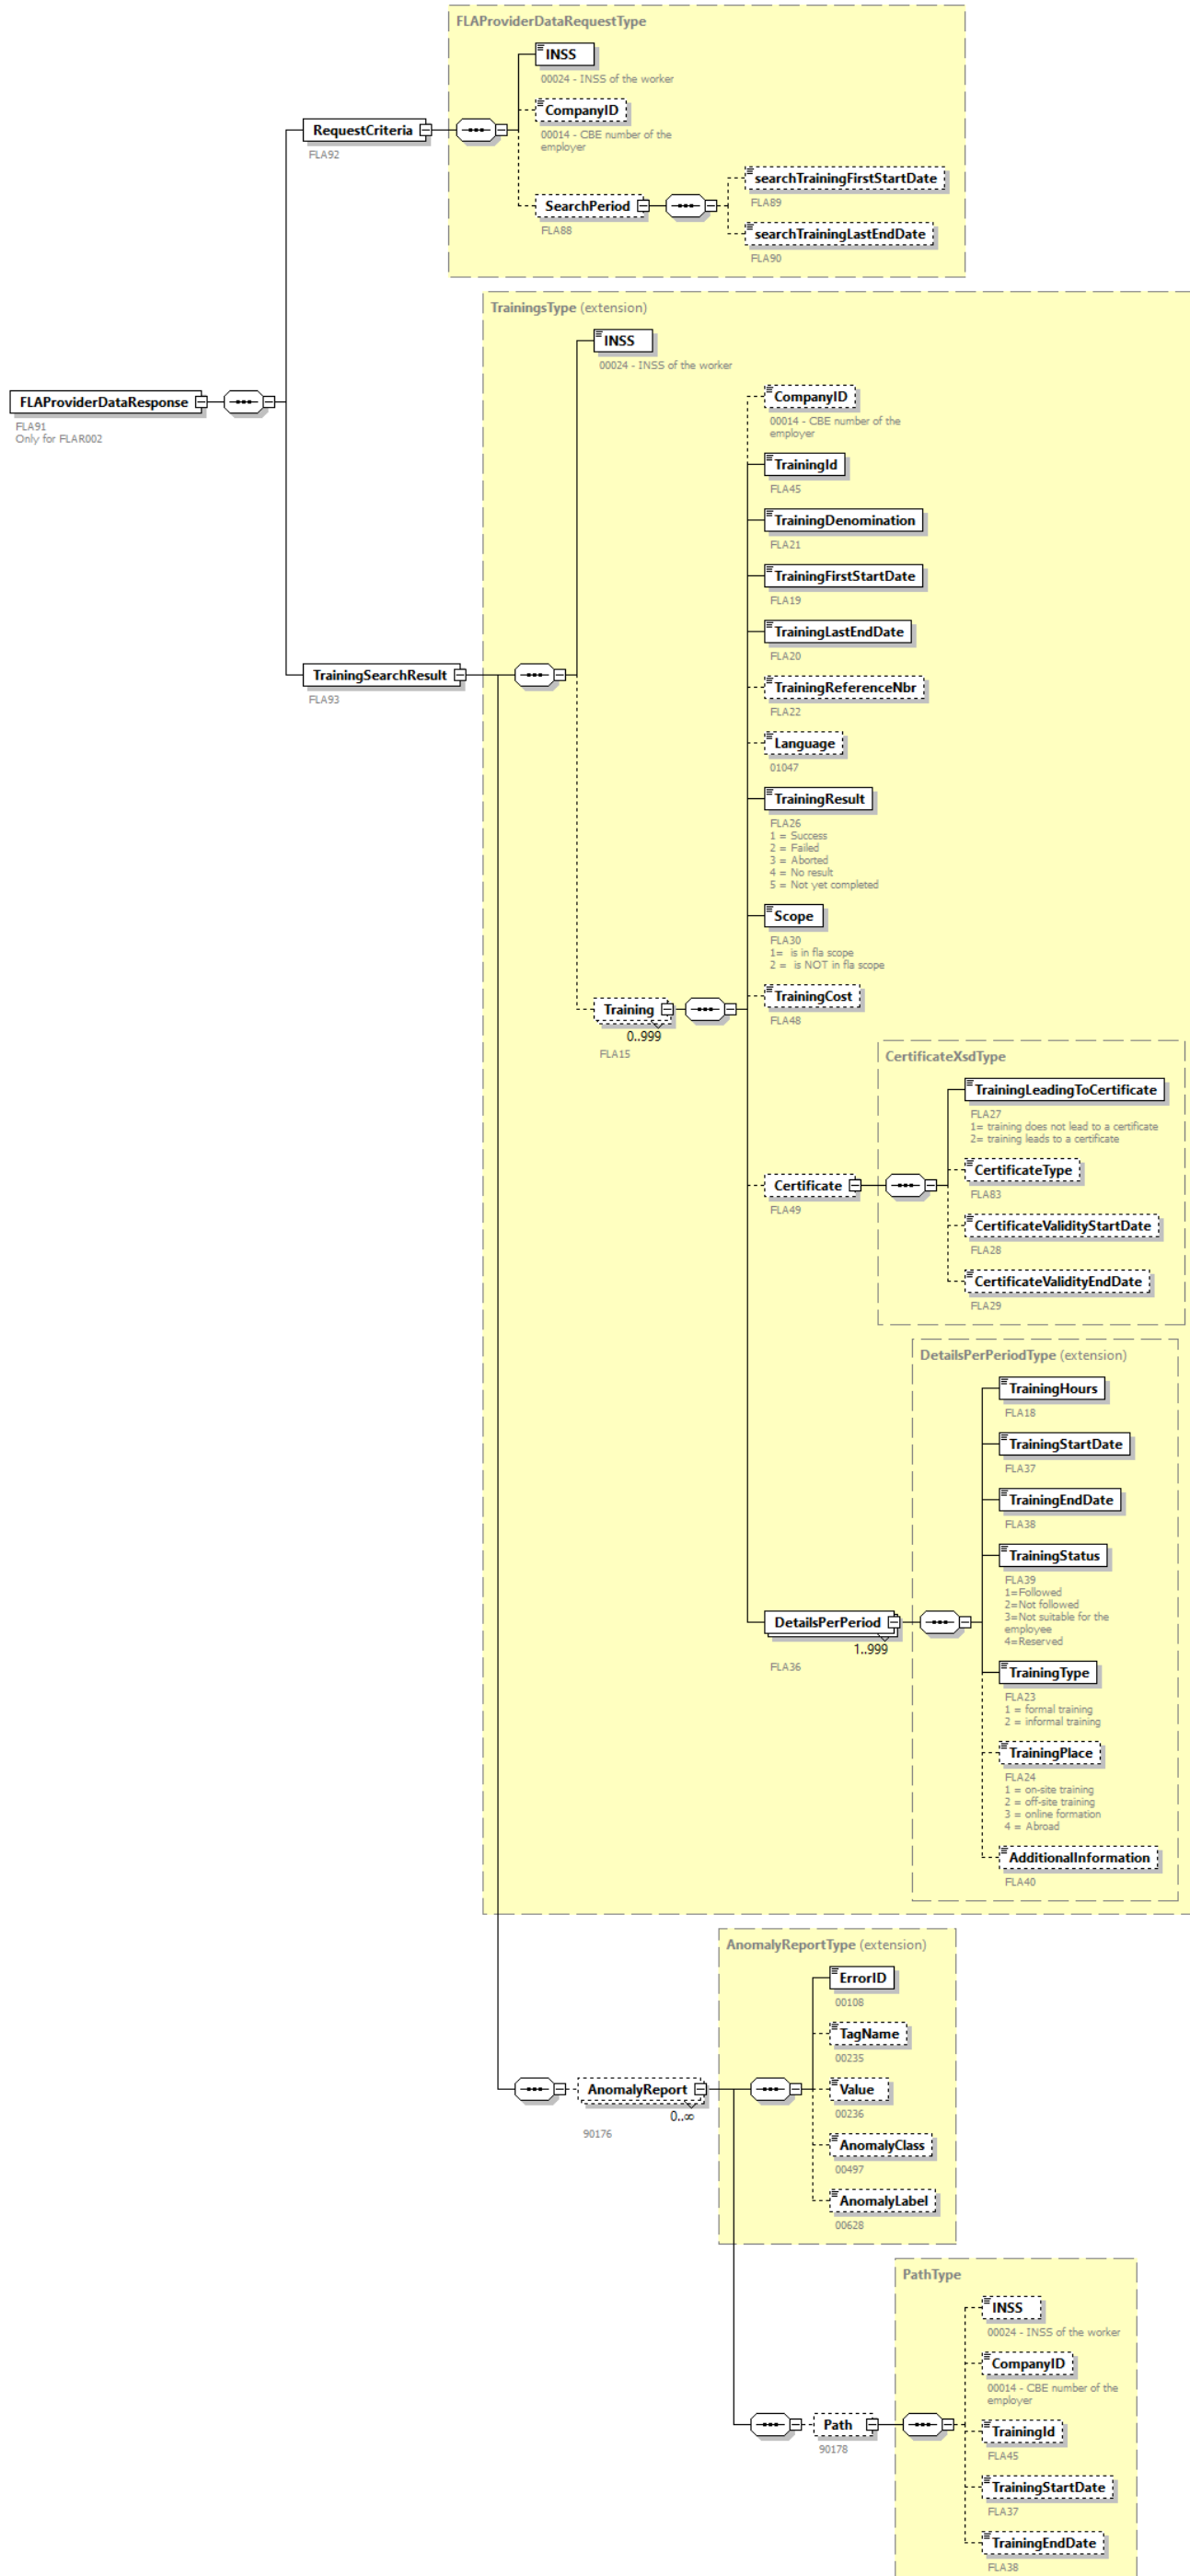 FLAProviderDataRequestType
INSS
00024 - INSS of the worker
CompanyID
00014 - CBE number of the
employer
RequestCriteria
FLA92
searchTrainingFirstStartDate
FLA89
SearchPeriod
FLA88
searchTrainingLastEndDate
FLA90
TrainingsType (extension)
INSS
00024 - INSS of the worker
FLAProviderDataResponse
FLA91
Only for FLAR002
CompanyID
00014 - CBE number of the
employer
TrainingId
FLA45
TrainingDenomination
FLA21
TrainingFirstStartDate
FLA19
TrainingLastEndDate
FLA20
TrainingSearchResult
FLA93
TrainingReferenceNbr
FLA22
Language
01047
TrainingResult
FLA26
1 = Success
2 = Failed
3 = Aborted
4 = No result
5 = Not yet completed
Scope
FLA30
1= is in fla scope
2 = is NOT in fla scope
TrainingCost
FLA48
Training
0..999
FLA15
CertificateXsdType
TrainingLeadingToCertificate
FLA27
1= training does not lead to a certificate
2= training leads to a certificate
CertificateType
FLA83
Certificate
FLA49
CertificateValidityStartDate
FLA28
CertificateValidityEndDate
FLA29
DetailsPerPeriodType (extension)
TrainingHours
FLA18
TrainingStartDate
FLA37
TrainingEndDate
FLA38
TrainingStatus
FLA39
1=Followed
2=Not followed
3=Not suitable for the
employee
4=Reserved
DetailsPerPeriod
1..999
FLA36
TrainingType
FLA23
1 = formal training
2 = informal training
TrainingPlace
FLA24
1 = on-site training
2 = off-site training
3 = online formation
4 = Abroad
AdditionalInformation
FLA40
AnomalyReportType (extension)
ErrorID
00108
TagName
00235
AnomalyReport
0..∞
90176
Value
00236
AnomalyClass
00497
AnomalyLabel
00628
PathType
INSS
00024 - INSS of the worker
CompanyID
00014 - CBE number of the
employer
Path
90178
TrainingId
FLA45
TrainingStartDate
FLA37
TrainingEndDate
FLA38